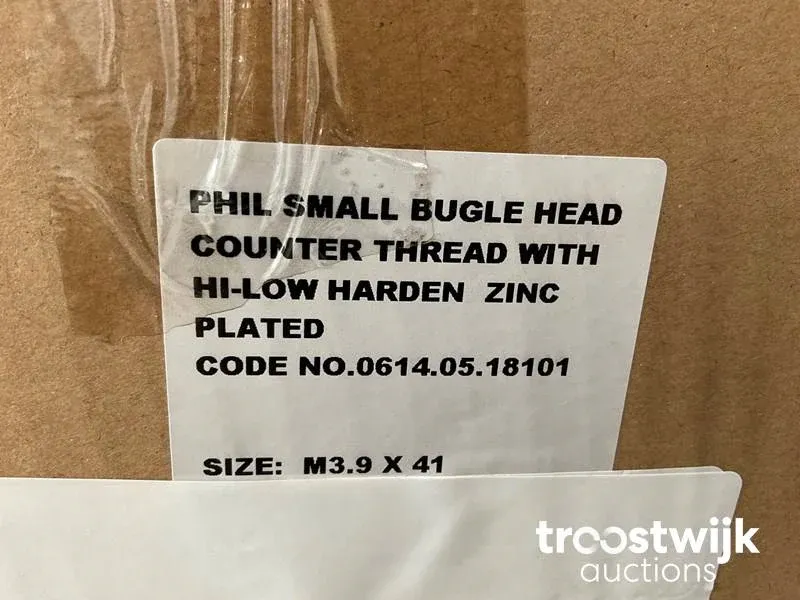 PHIL SMALL BUGLE HEAD
COUNTER THREAD WITH
HI-LOW HARDEN ZINC
PLATED
CODE NO.0614.05.18101
SIZE: M3.9 X 41
troostwijk
auctions